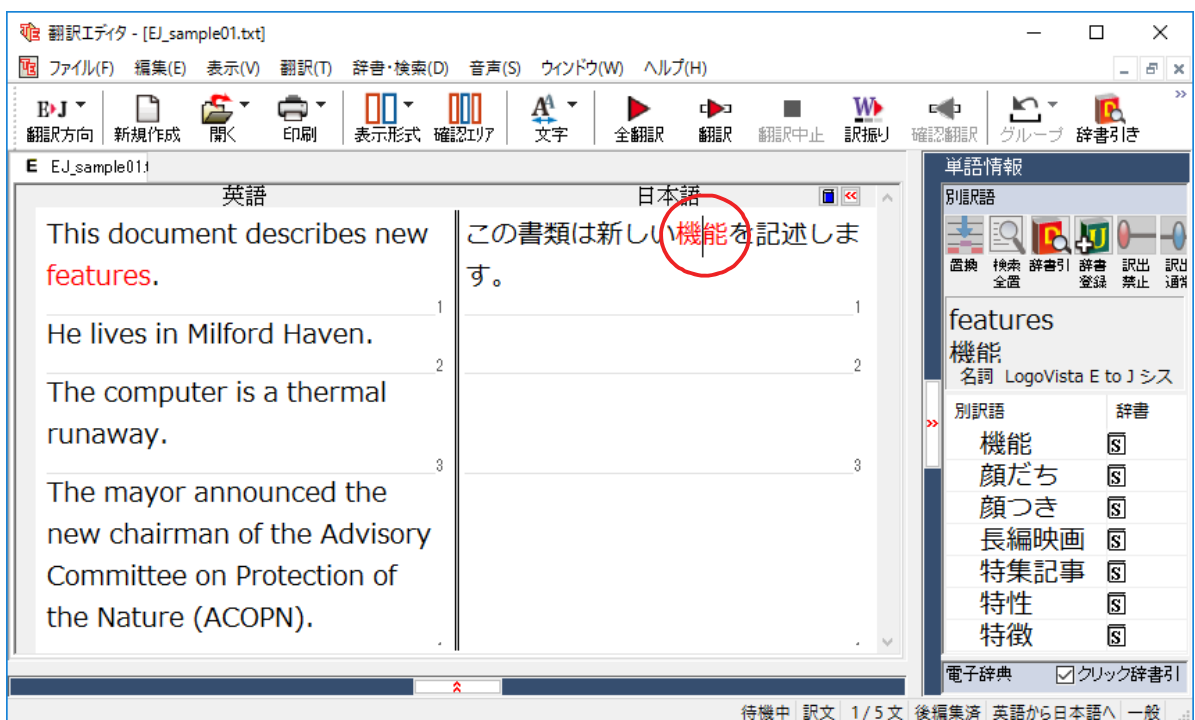 翻訳エディタ - [EJ_sample01.txt]
ファイル(F) 編集(E) 表示(V) 翻訳(T) 辞書・検索(D) 音声(S) ウィンドウ(W) ヘルプ(H)
E▸J
翻訳方向 新規作成 開く 印刷 表示形式 確認エリア 文字 全翻訳 翻訳 翻訳中止 訳振り 確認翻訳 グループ 辞書引き
E EJ_sample01.t
英語
日本語
This document describes new
features.
1
He lives in Milford Haven.
2
The computer is a thermal
runaway.
3
The mayor announced the
new chairman of the Advisory
Committee on Protection of
the Nature (ACOPN).
この書類は新しい機能を記述しま
す。
1
2
3
単語情報
別訳語
置換 検索全置 辞書引 辞書登録 訳出禁止 訳出通常
features
機能
名詞 LogoVista E to J シス
別訳語 辞書
機能 S
顔だち S
顔つき S
長編映画 S
特集記事 S
特性 S
特徴 S
電子辞典 クリック辞書引
待機中 訳文 1/5文 後編集済 英語から日本語へ 一般